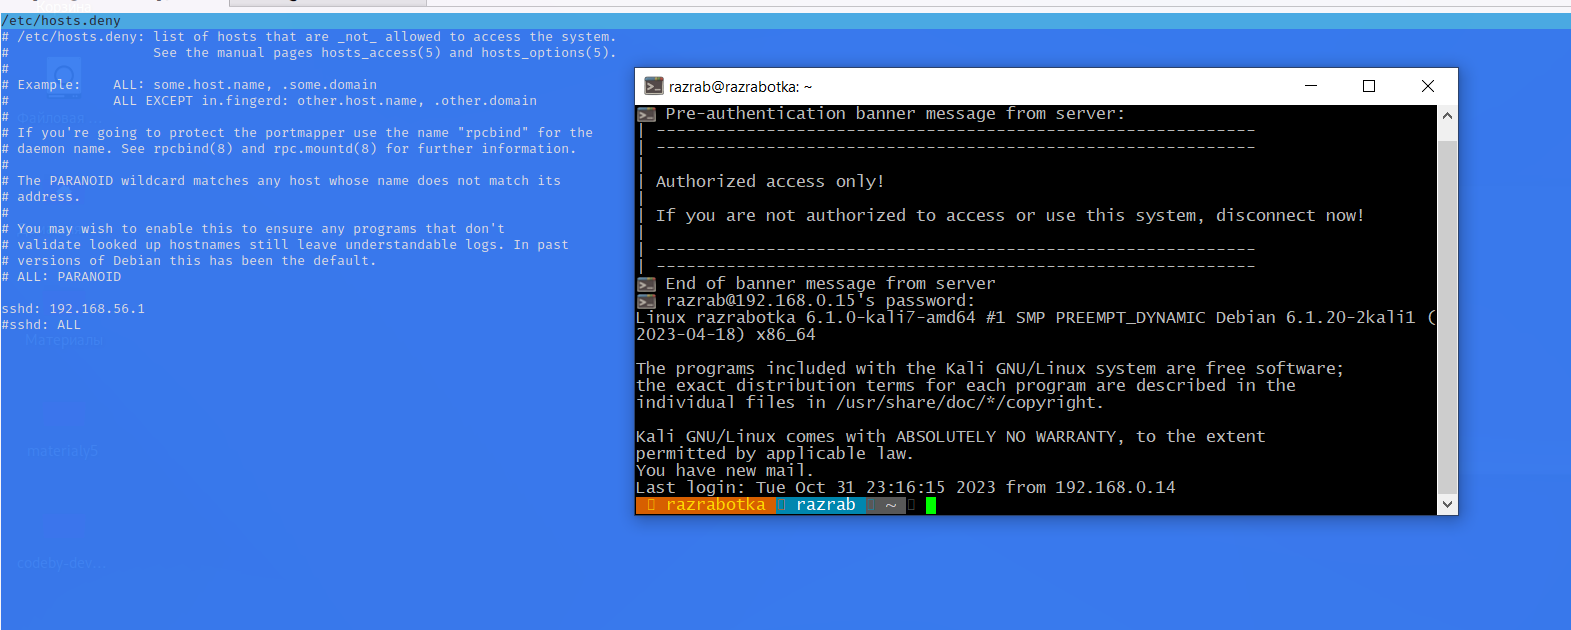 Корзина
/etc/hosts.deny
# /etc/hosts.deny: list of hosts that are _not_ allowed to access the system.
#                  See the manual pages hosts_access(5) and hosts_options(5).
#
# Example:    ALL: some.host.name, .some.domain
#             ALL EXCEPT in.fingerd: other.host.name, .other.domain
#
Файловая ...
# If you're going to protect the portmapper use the name "rpcbind" for the
# daemon name. See rpcbind(8) and rpc.mountd(8) for further information.
#
# The PARANOID wildcard matches any host whose name does not match its
# address.
#
# You may wish to enable this to ensure any programs that don't
# validate looked up hostnames still leave understandable logs. In past
# versions of Debian this has been the default.
# ALL: PARANOID
sshd: 192.168.56.1
#sshd: ALL
Материалы
materialy51
codeby-dev...
razrab@razrabotka: ~
Pre-authentication banner message from server:
| ------------------------------------------------------------
| ------------------------------------------------------------
|
| Authorized access only!
|
| If you are not authorized to access or use this system, disconnect now!
|
| ------------------------------------------------------------
| ------------------------------------------------------------
End of banner message from server
razrab@192.168.0.15's password:
Linux razrabotka 6.1.0-kali7-amd64 #1 SMP PREEMPT_DYNAMIC Debian 6.1.20-2kali1 (
2023-04-18) x86_64
The programs included with the Kali GNU/Linux system are free software;
the exact distribution terms for each program are described in the
individual files in /usr/share/doc/*/copyright.
Kali GNU/Linux comes with ABSOLUTELY NO WARRANTY, to the extent
permitted by applicable law.
You have new mail.
Last login: Tue Oct 31 23:16:15 2023 from 192.168.0.14
razrabotka razrab ~